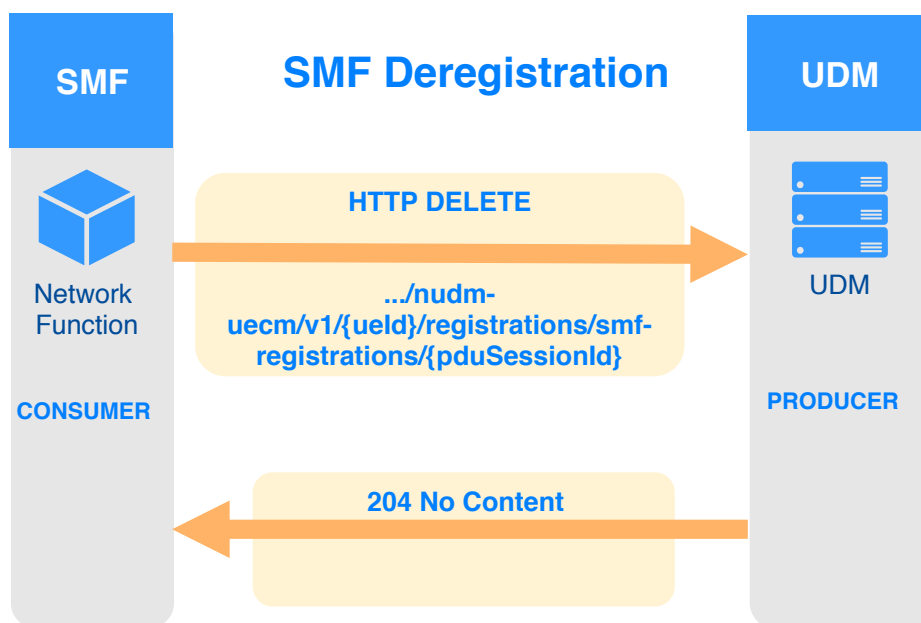 SMF
SMF Deregistration
UDM
HTTP DELETE
Network
Function
.../nudm-
uecm/v1/{ueId}/registrations/smf-
registrations/{pduSessionId}
UDM
CONSUMER
PRODUCER
204 No Content